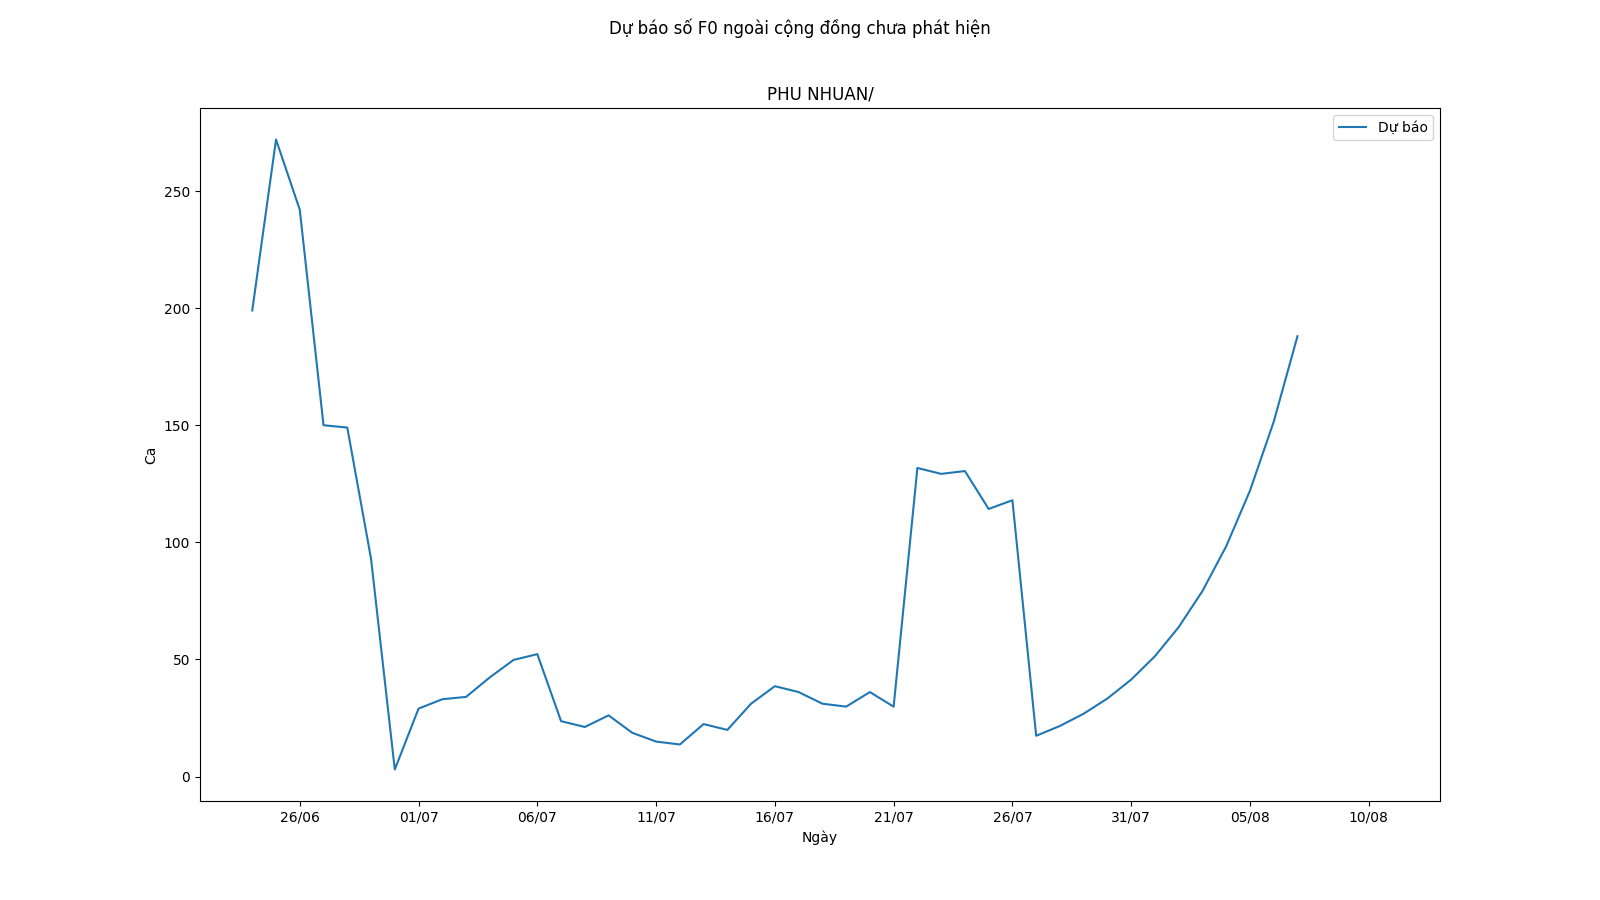 Dự báo số F0 ngoài cộng đồng chưa phát hiện
PHU NHUAN/
Dự báo
250
200
150
100
50
0
Ca
26/06 01/07 06/07 11/07 16/07 21/07 26/07 31/07 05/08 10/08
Ngày